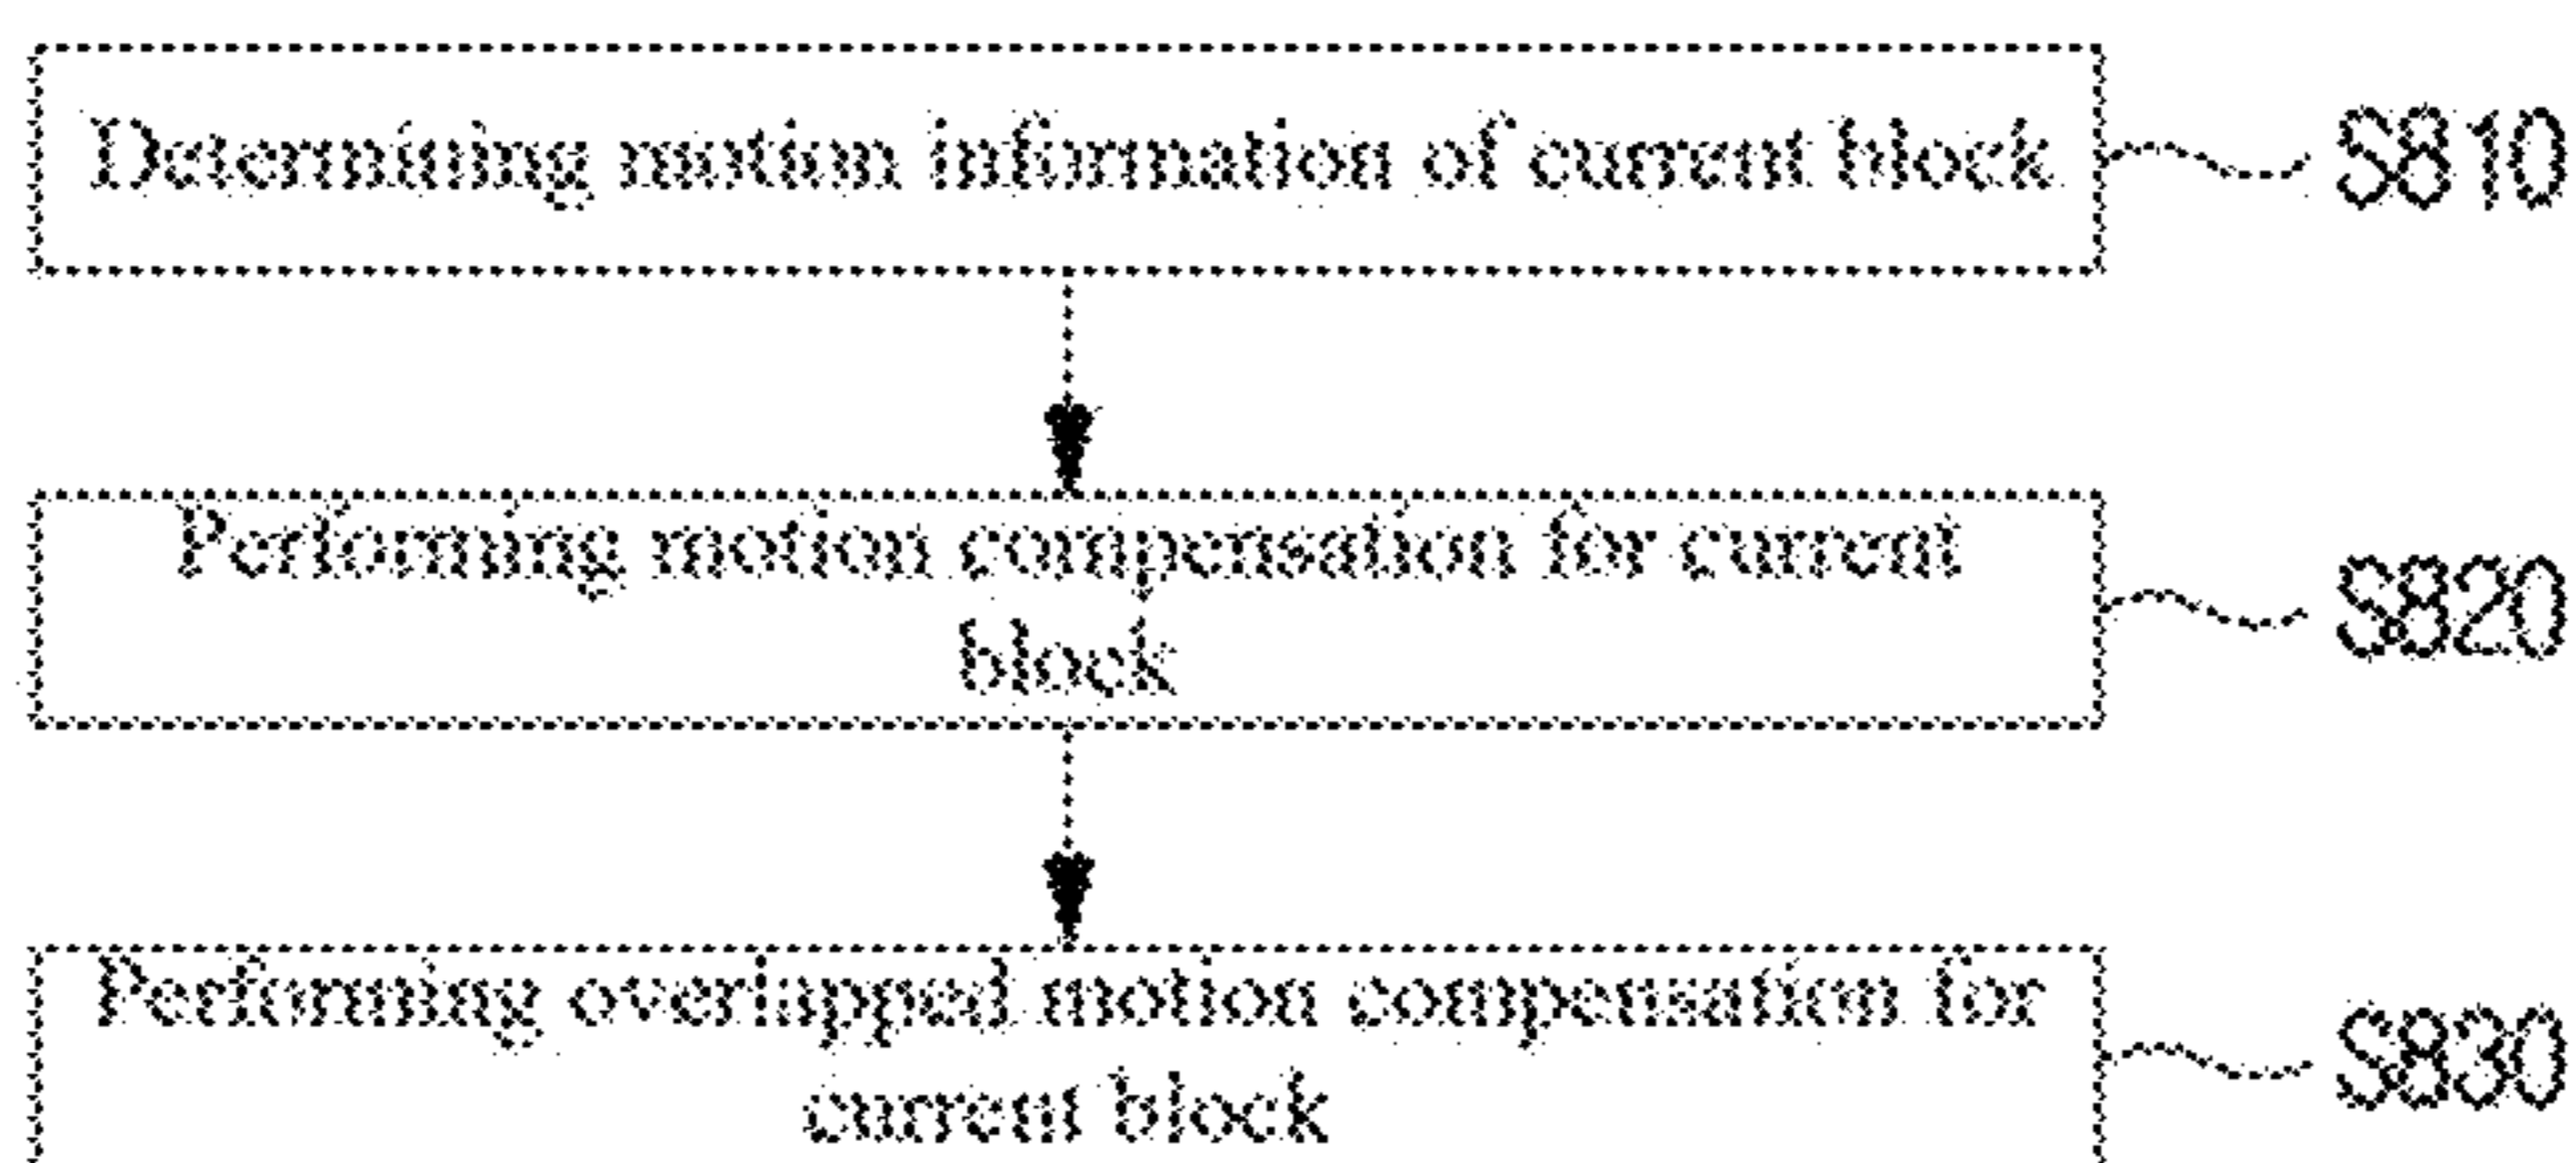 Determining motion information of current block
S810
Performing motion compensation for current
block
S820
Performing overlapped motion compensation for
current block
S830